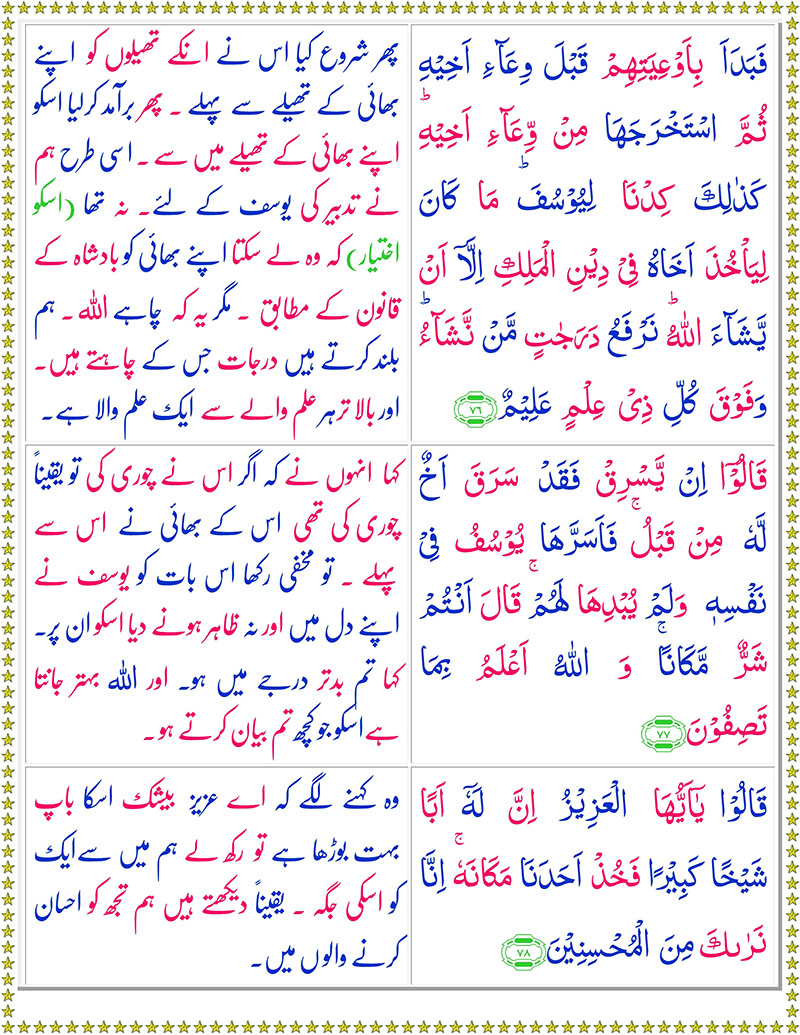 فَبَدَاَ بِاَوْعِيَتِهِمْ قَبْلَ وِعَآءِ اَخِيْهِ
ثُمَّ اسْتَخْرَجَهَا مِنْ وِّعَآءِ اَخِيْهِ ؕ
كَذٰلِكَ كِدْنَا لِيُوْسُفَ ؕ مَا كَانَ
لِيَاْخُذَ اَخَاهُ فِىْ دِيْنِ الْمَلِكِ اِلَّاۤ اَنْ
يَّشَآءَ اللّٰهُ ؕ نَرْفَعُ دَرَجٰتٍ مَّنْ نَّشَآءُ ؕ
وَفَوْقَ كُلِّ ذِىْ عِلْمٍ عَلِيْمٌ ﴿۷۶﴾
پھر شروع کیا اس نے انکے تھیلوں کو اپنے
بھائی کے تھیلے سے پہلے ۔ پھر برآمد کرلیا اسکو
اپنے بھائی کے تھیلے میں سے ۔ اسی طرح ہم
نے تدبیر کی یوسف کے لئے۔ نہ تھا (اسکو
اختیار) کہ وہ لے سکتا اپنے بھائی کو بادشاہ کے
قانون کے مطابق ۔ مگر یہ کہ چاہے اللہ ۔ ہم
بلند کرتے ہیں درجات جس کے چاہتے ہیں۔
اور بالا تر ہر علم والے سے ایک علم والا ہے۔
قَالُوْۤا اِنْ يَّسْرِقْ فَقَدْ سَرَقَ اَخٌ
لَّهٗ مِنْ قَبْلُ ۚ فَاَسَرَّهَا يُوْسُفُ فِىْ
نَفْسِهٖ وَلَمْ يُبْدِهَا لَهُمْ ۚ قَالَ اَنْتُمْ
شَرٌّ مَّكَانًا ۚ وَ اللّٰهُ اَعْلَمُ بِمَا
تَصِفُوْنَ ﴿۷۷﴾
کہا انہوں نے کہ اگر اس نے چوری کی تو یقیناً
چوری کی تھی اس کے بھائی نے اس سے
پہلے ۔ تو مخفی رکھا اس بات کو یوسف نے
اپنے دل میں اور نہ ظاہر ہونے دیا اسکو ان پر۔
کہا تم بدتر درجے میں ہو۔ اور اللہ بہتر جانتا
ہے اسکو جو کچھ تم بیان کرتے ہو۔
قَالُوْا يٰۤاَيُّهَا الْعَزِيْزُ اِنَّ لَهٗۤ اَبًا
شَيْخًا كَبِيْرًا فَخُذْ اَحَدَنَا مَكَانَهٗ ۚ اِنَّا
نَرٰٮكَ مِنَ الْمُحْسِنِيْنَ ﴿۷۸﴾
وہ کہنے لگے کہ اے عزیز بیشک اسکا باپ
بہت بوڑھا ہے تو رکھ لے ہم میں سے ایک
کو اسکی جگہ ۔ یقیناً دیکھتے ہیں ہم تجھ کو احسان
کرنے والوں میں۔